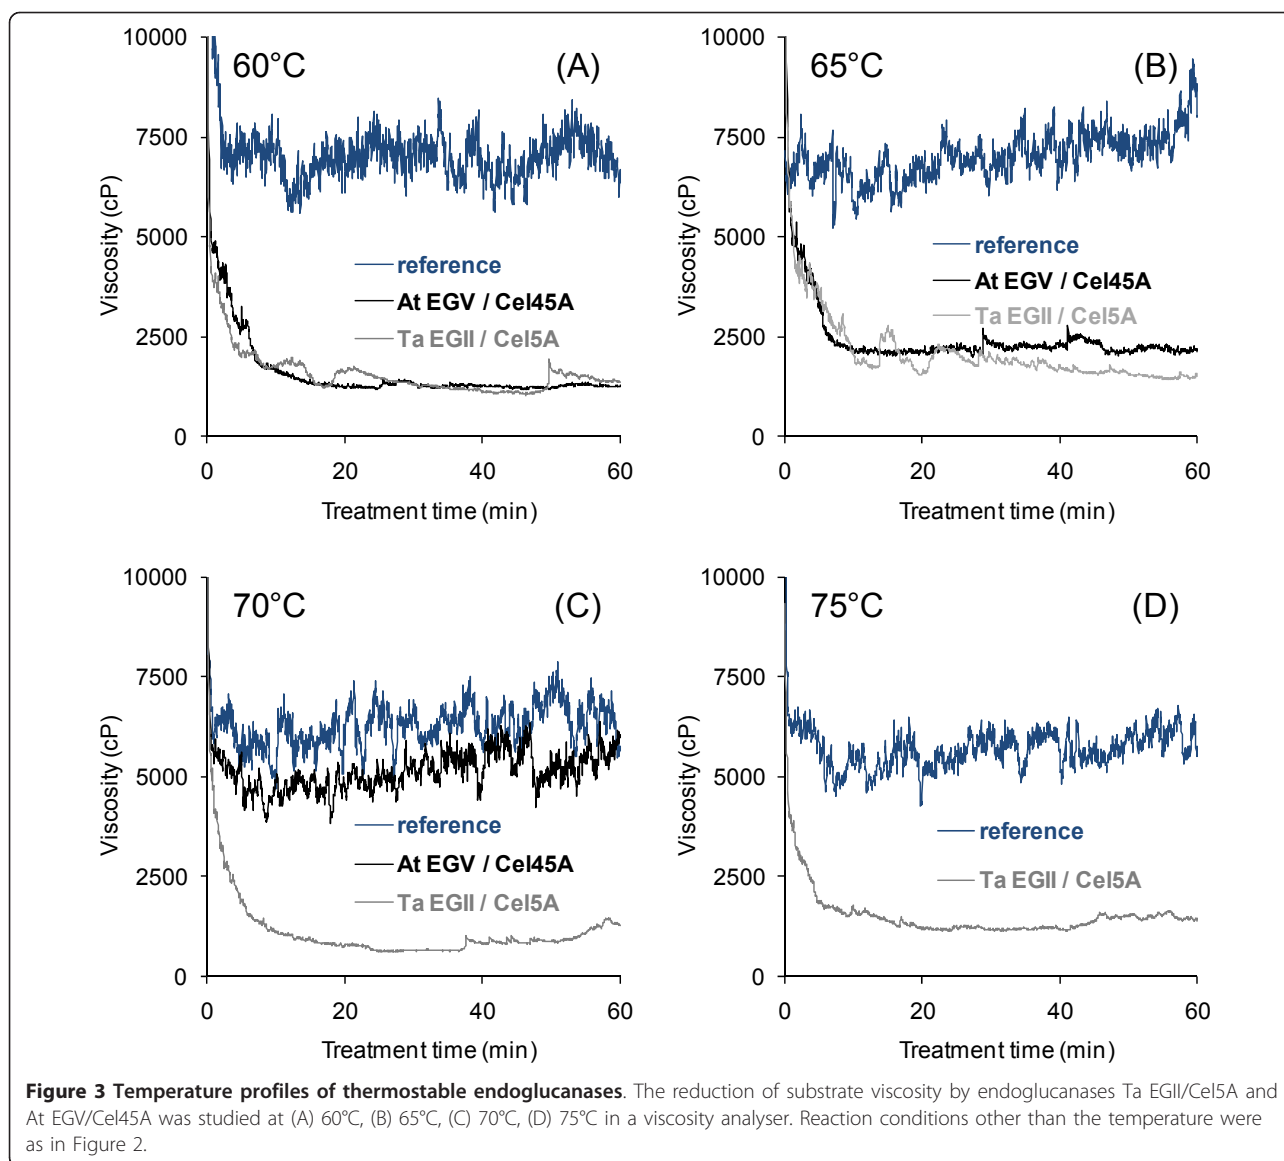 10000
7500
5000
2500
0
Viscosity (cP)
60°C
(A)
reference
At EGV / Cel45A
Ta EGII / Cel5A
0 20 40 60
Treatment time (min)
10000
7500
5000
2500
0
Viscosity (cP)
65°C
(B)
reference
At EGV / Cel45A
Ta EGII / Cel5A
0 20 40 60
Treatment time (min)
10000
7500
5000
2500
0
Viscosity (cP)
70°C
(C)
reference
At EGV / Cel45A
Ta EGII / Cel5A
0 20 40 60
Treatment time (min)
10000
7500
5000
2500
0
Viscosity (cP)
75°C
(D)
reference
Ta EGII / Cel5A
0 20 40 60
Treatment time (min)
Figure 3 Temperature profiles of thermostable endoglucanases. The reduction of substrate viscosity by endoglucanases Ta EGII/Cel5A and
At EGV/Cel45A was studied at (A) 60°C, (B) 65°C, (C) 70°C, (D) 75°C in a viscosity analyser. Reaction conditions other than the temperature were
as in Figure 2.